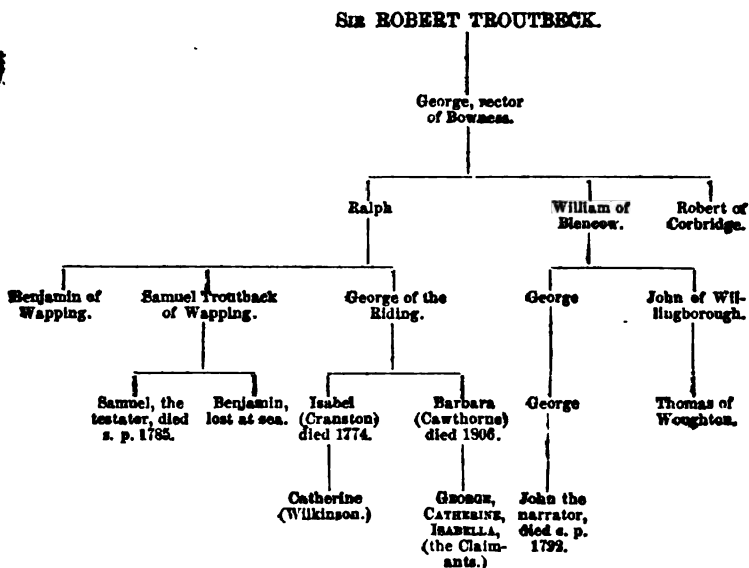 SIR ROBERT TROUTBECK.
George, rector
of Bowness.
Ralph
William of
Blencow.
Robert of
Corbridge.
Benjamin of
Wapping.
Samuel Troutback
of Wapping.
George of the
Riding.
George
John of Wil-
lingborough.
Samuel, the
testator, died
s. p. 1785.
Benjamin,
lost at sea.
Isabel
(Cranston)
died 1774.
Barbara
(Cawthorne)
died 1906.
George
Thomas of
Woughton.
Catherine
(Wilkinson.)
GEORGE,
CATHERINE,
ISABELLA,
(the Claim-
ants.)
John the
narrator,
died s. p.
1792.